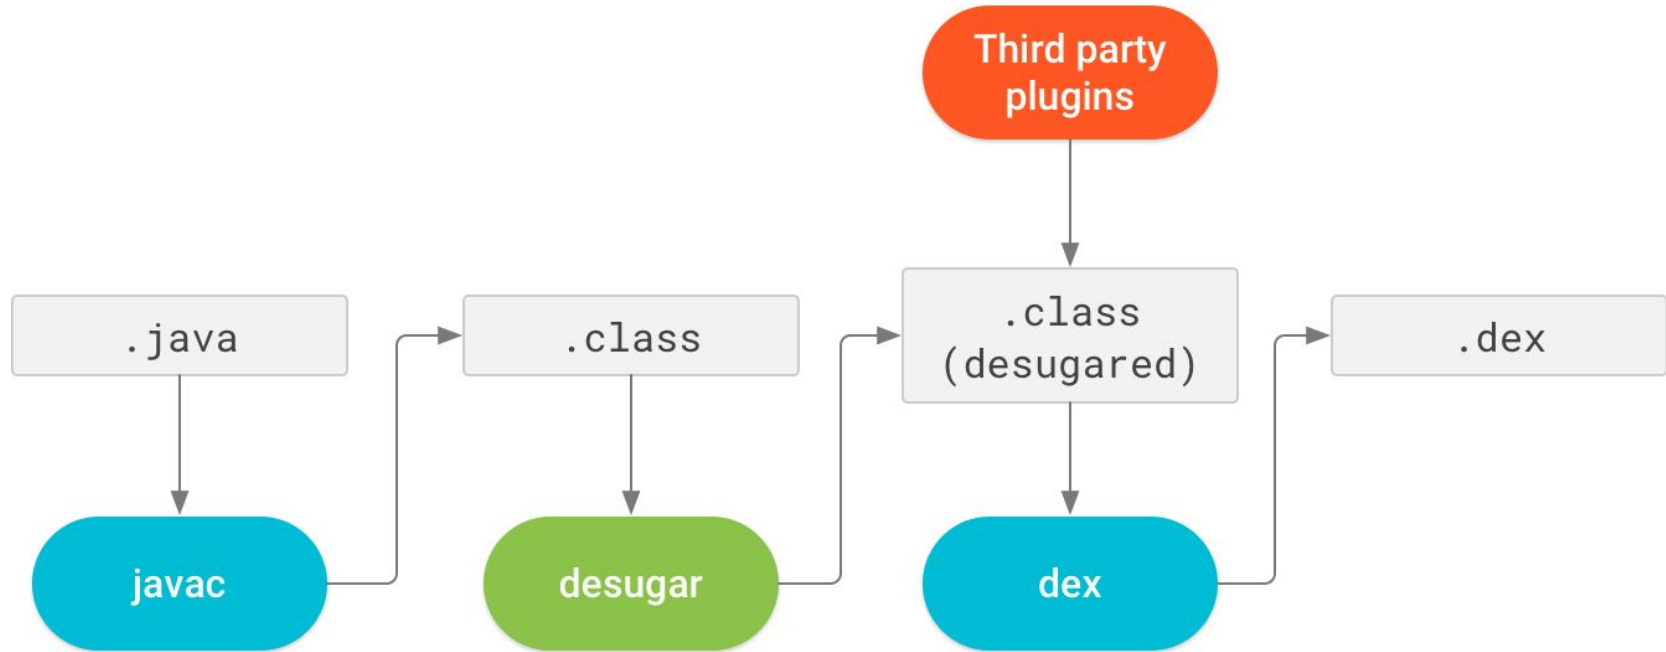 Third party
plugins
.java
.class
.class
(desugared)
.dex
javac
desugar
dex